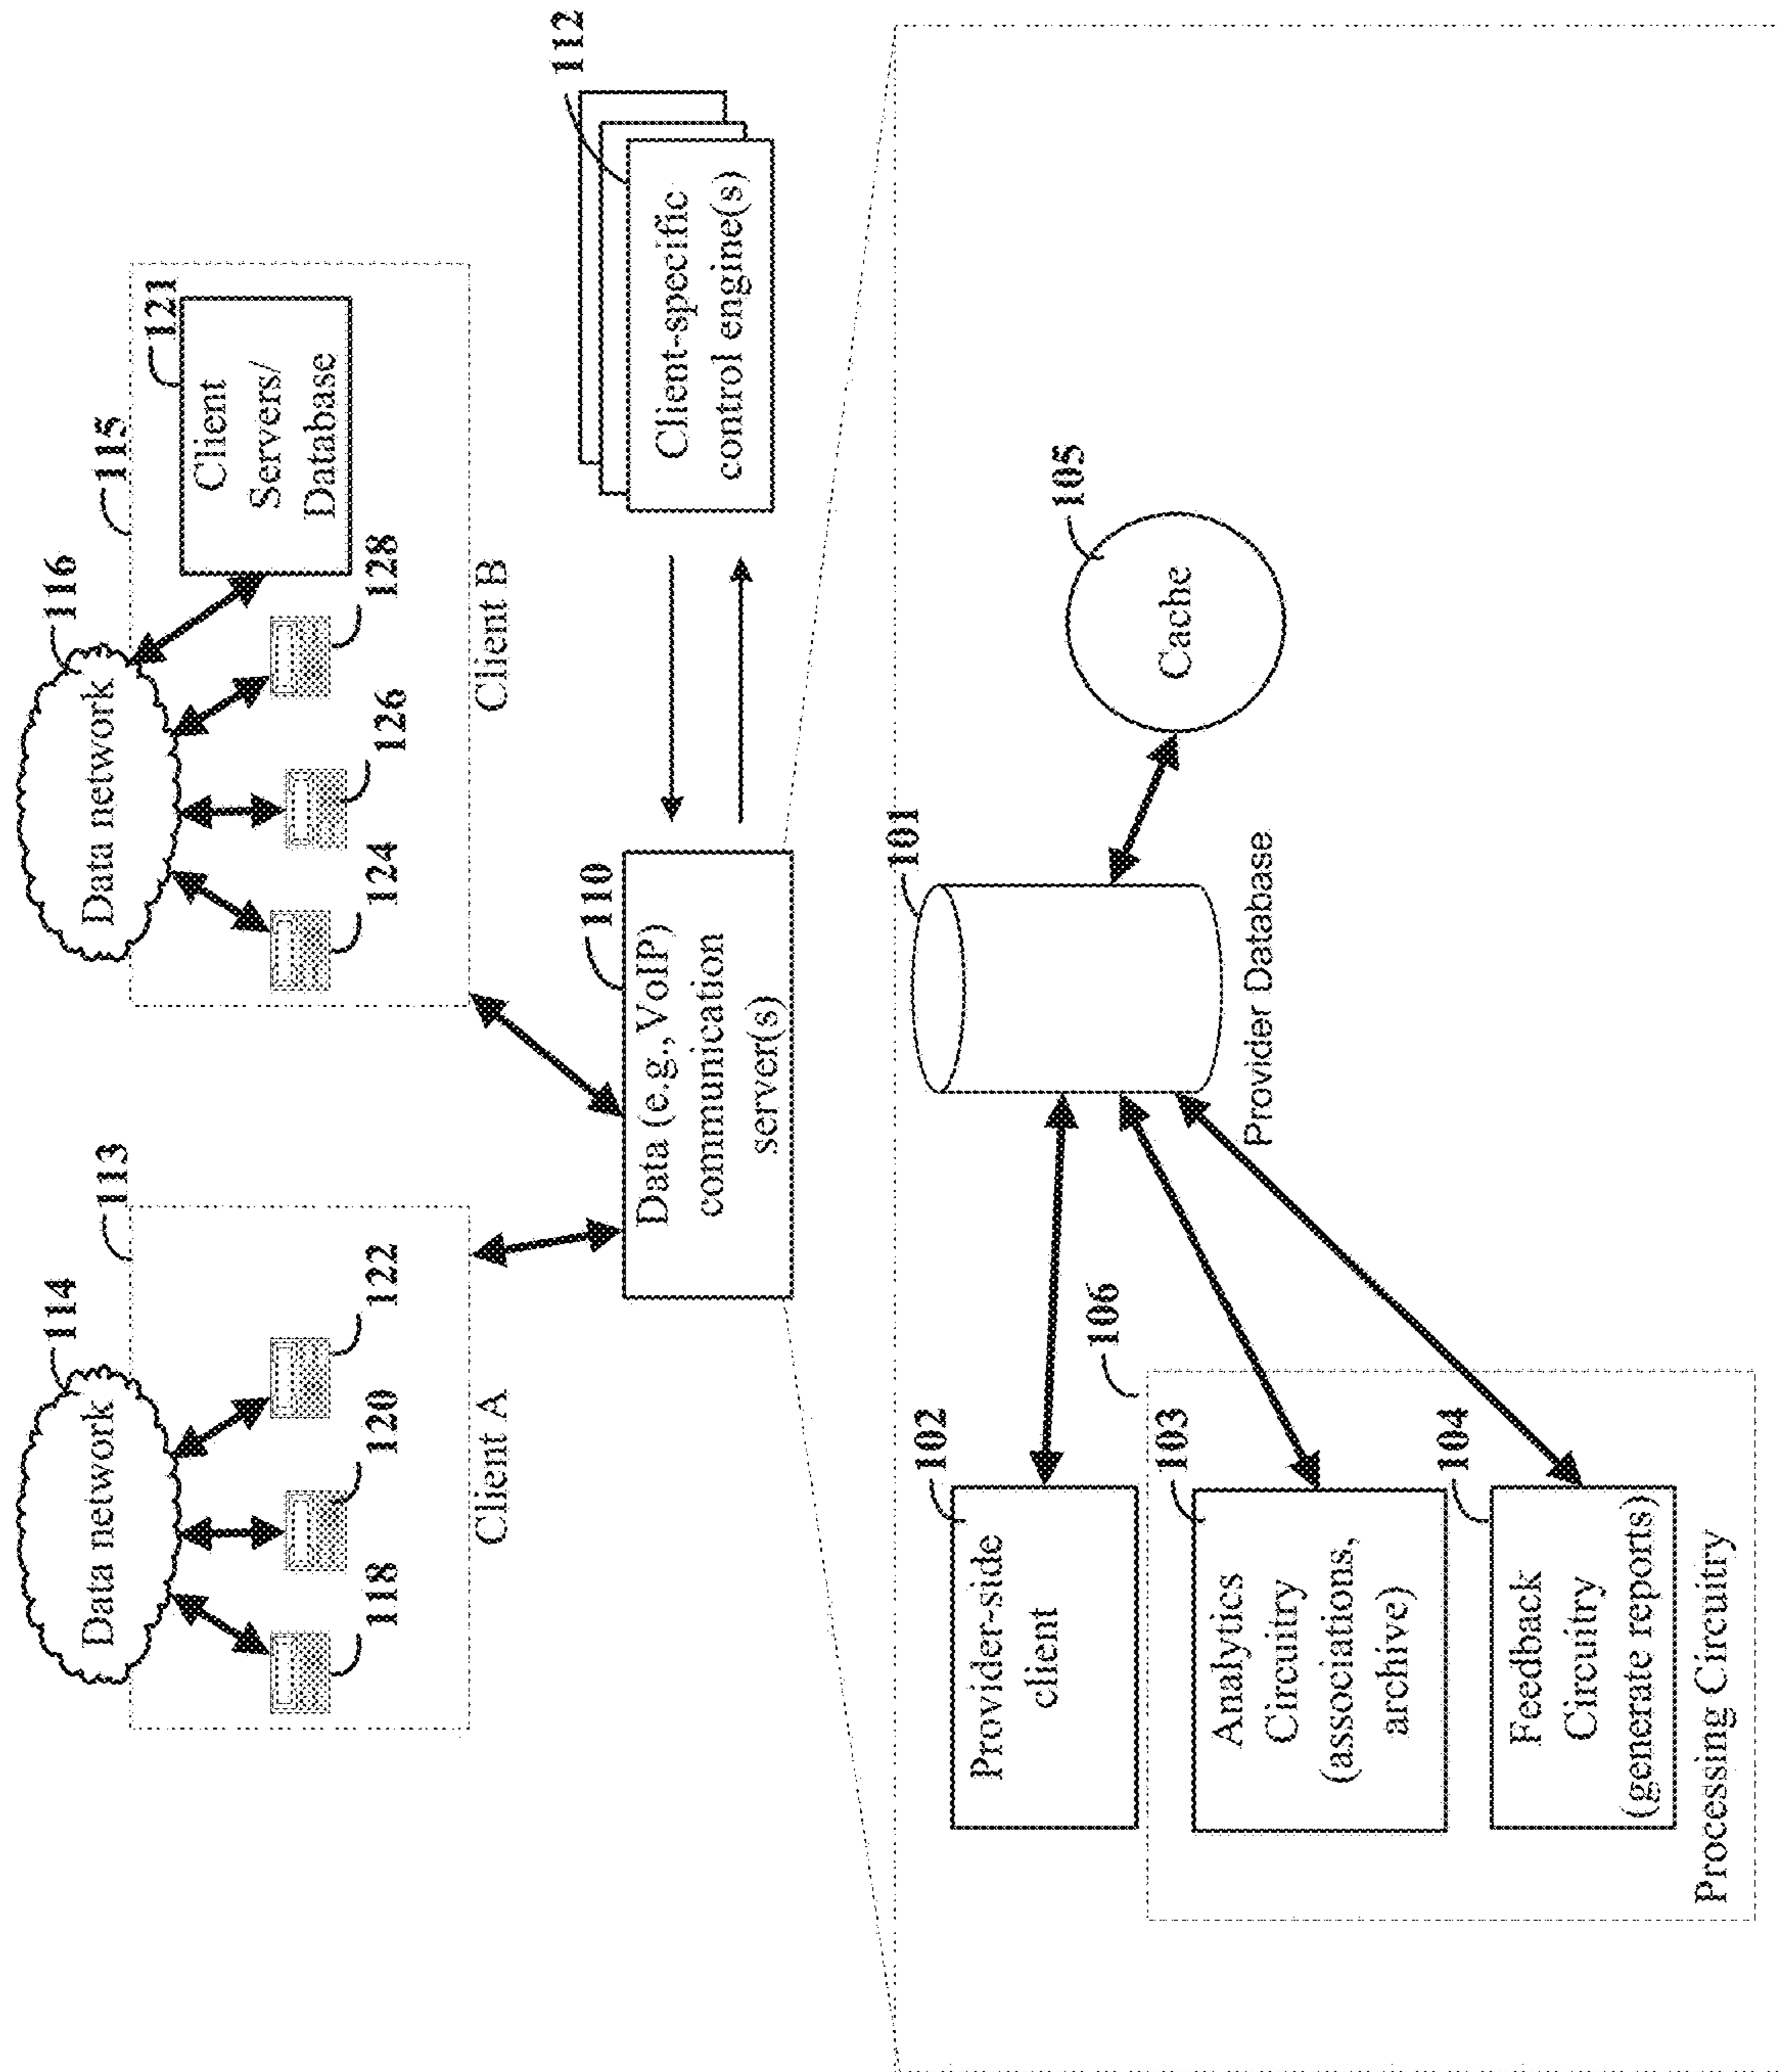 114
Data network
113
118
120
122
Client A
116
Data network
115
121
Client
Servers/
Database
124
126
128
Client B
110
Data (e.g., VoIP)
communication
server(s)
112
Client-specific
control engine(s)
102
Provider-side
client
106
103
Analytics
Circuitry
(associations,
archive)
104
Feedback
Circuitry
(generate reports)
Processing Circuitry
101
Provider Database
105
Cache